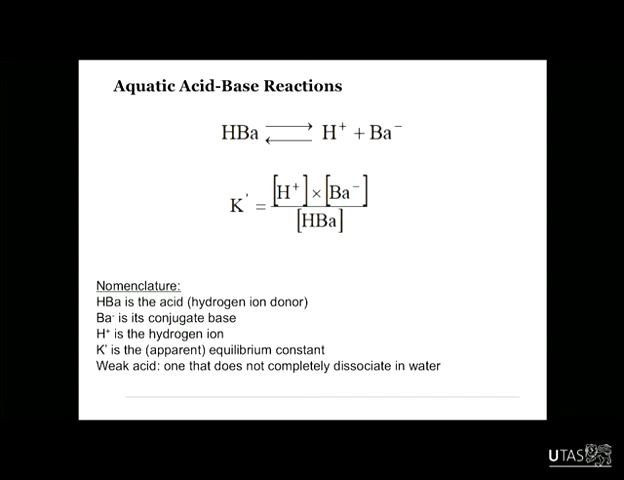 Aquatic Acid-Base Reactions
HBa ⇄ H⁺ + Ba⁻
K' = [H⁺] × [Ba⁻]
[HBa]
Nomenclature:
HBa is the acid (hydrogen ion donor)
Ba⁻ is its conjugate base
H⁺ is the hydrogen ion
K' is the (apparent) equilibrium constant
Weak acid: one that does not completely dissociate in water
UTAS